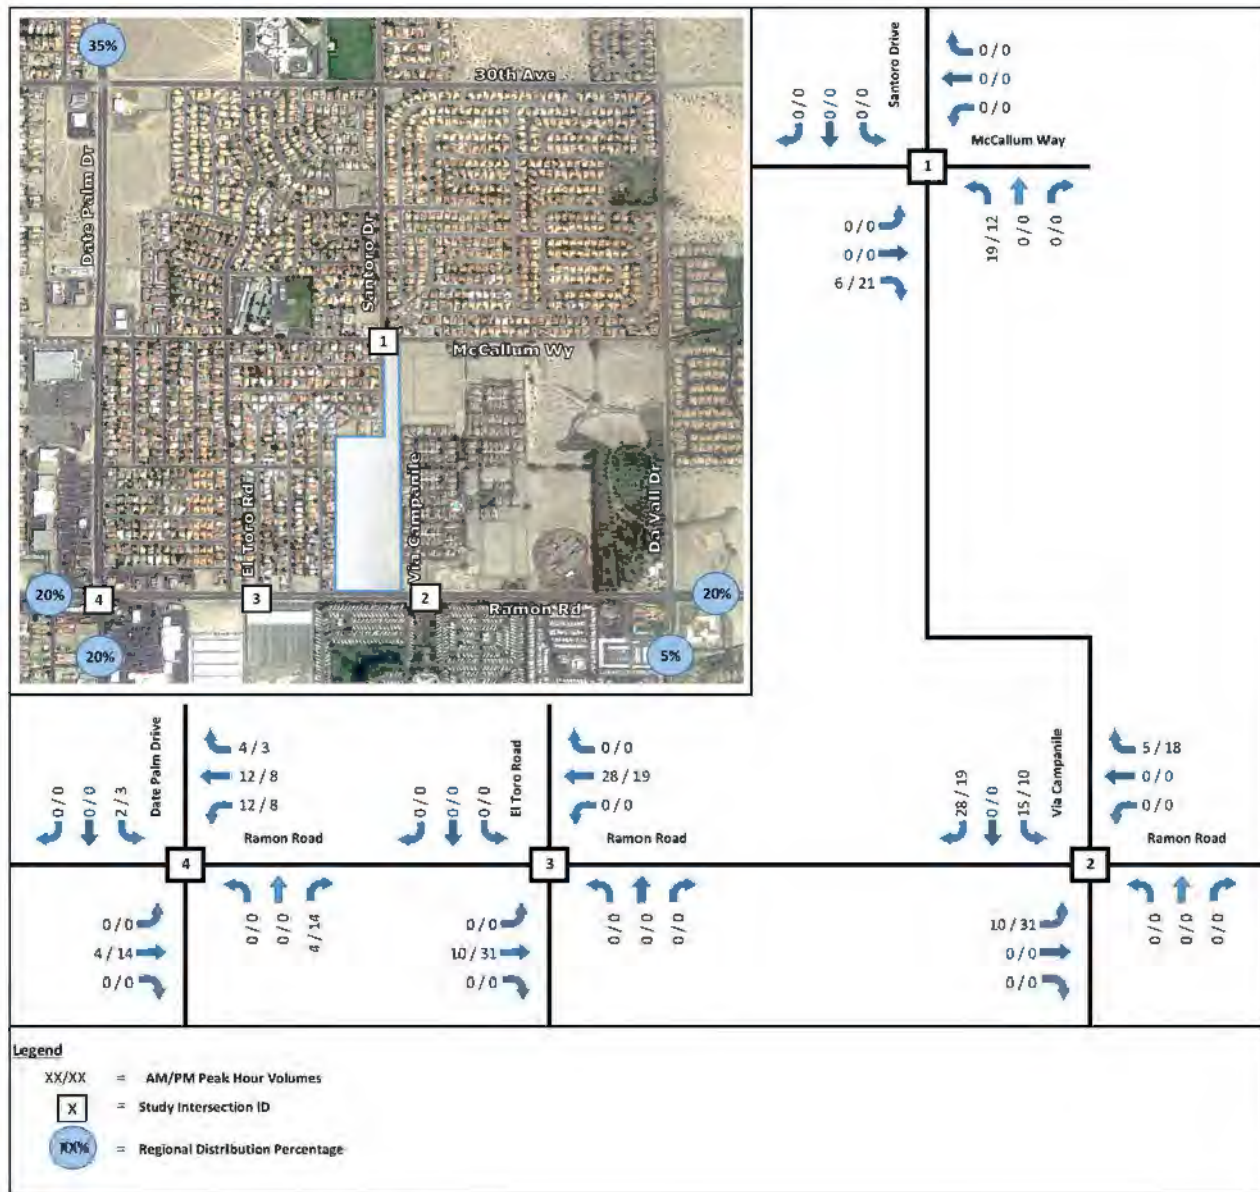 35%
30th Ave
Date Palm Dr
Santoro Dr
1
McCallum Wy
El Toro Rd
Via Campanile
Da Vall Dr
20%
4
3
2
20%
Ramon Rd
20%
5%
Santoro Drive
0 / 0
0 / 0
0 / 0
0 / 0
0 / 0
0 / 0
McCallum Way
1
0 / 0
0 / 0
6 / 21
19 / 12
0 / 0
0 / 0
Date Palm Drive
0 / 0
0 / 0
2 / 3
4 / 3
12 / 8
12 / 8
Ramon Road
4
0 / 0
4 / 14
0 / 0
0 / 0
0 / 0
4 / 14
El Toro Road
0 / 0
0 / 0
0 / 0
0 / 0
28 / 19
0 / 0
Ramon Road
3
0 / 0
10 / 31
0 / 0
0 / 0
0 / 0
0 / 0
Via Campanile
28 / 19
0 / 0
15 / 10
5 / 18
0 / 0
0 / 0
Ramon Road
2
10 / 31
0 / 0
0 / 0
0 / 0
0 / 0
0 / 0
Legend
XX/XX = AM/PM Peak Hour Volumes
X = Study Intersection ID
XX% = Regional Distribution Percentage